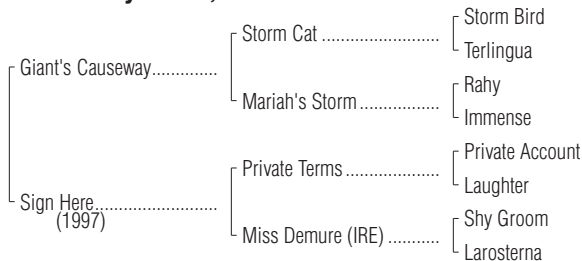 Storm Bird
Storm Cat ........................
Terlingua
Giant's Causeway.............
Rahy
Mariah's Storm................
Immense
Private Account
Private Terms...................
Laughter
Sign Here........................
(1997)
Shy Groom
Miss Demure (IRE) ..........
Larosterna